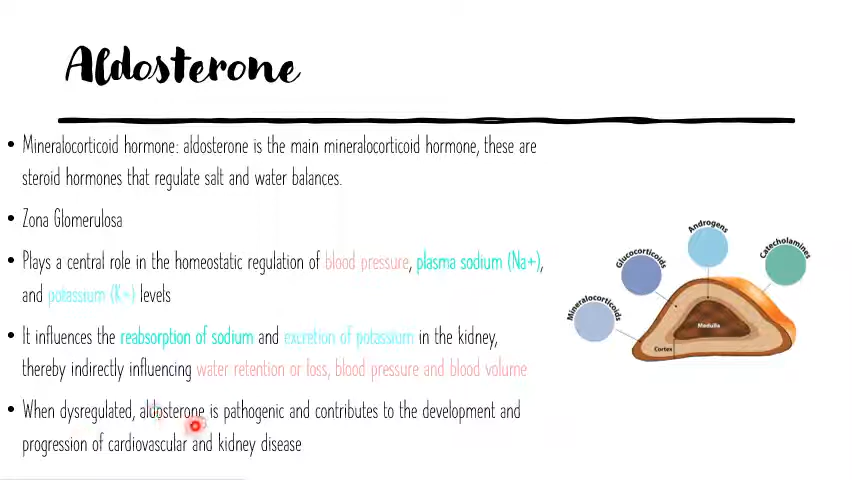 Aldosterone
• Mineralocorticoid hormone: aldosterone is the main mineralocorticoid hormone, these are
steroid hormones that regulate salt and water balances.
• Zona Glomerulosa
• Plays a central role in the homeostatic regulation of blood pressure, plasma sodium (Na+),
and potassium (K+) levels
• It influences the reabsorption of sodium and excretion of potassium in the kidney,
thereby indirectly influencing water retention or loss, blood pressure and blood volume
• When dysregulated, aldosterone is pathogenic and contributes to the development and
progression of cardiovascular and kidney disease
Mineralocorticoids
Glucocorticoids
Androgens
Catecholamines
Medulla
Cortex